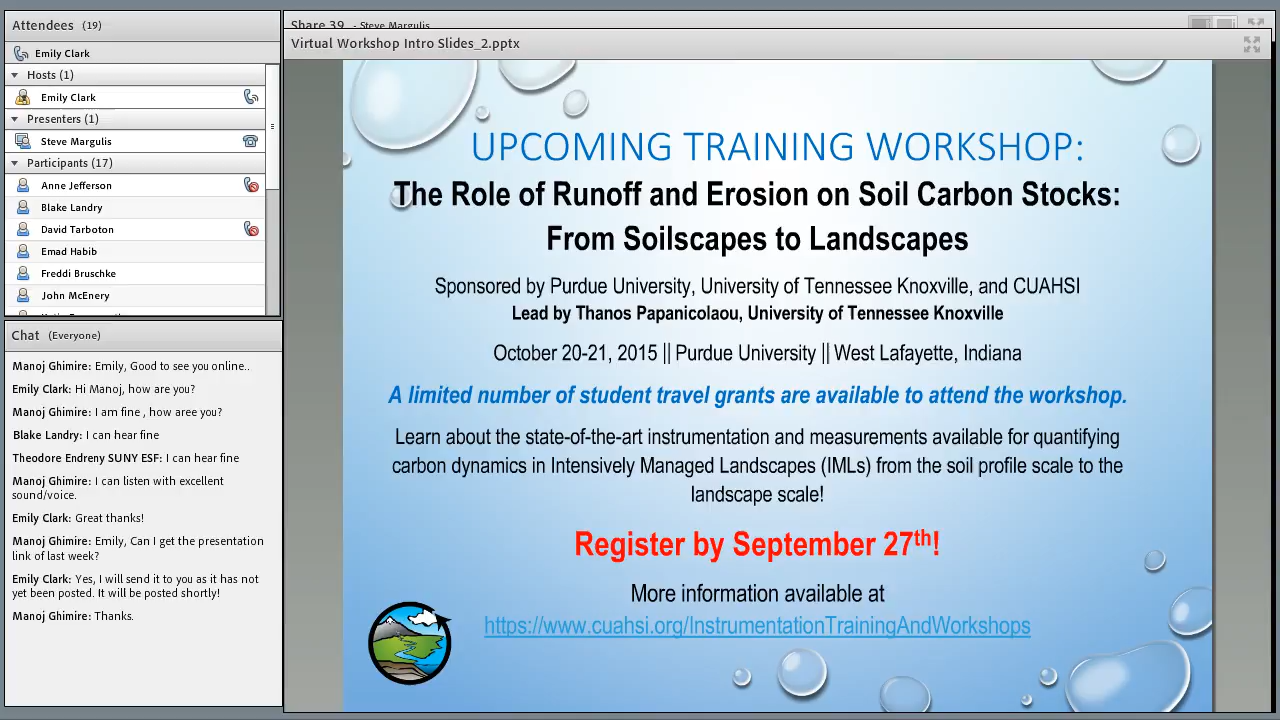 Attendees (19)
Emily Clark
Hosts (1)
Emily Clark
Presenters (1)
Steve Margulis
Participants (17)
Anne Jefferson
Blake Landry
David Tarboton
Emad Habib
Freddi Bruschke
John McEnery
Chat (Everyone)
Manoj Ghimire: Emily, Good to see you online..
Emily Clark: Hi Manoj, how are you?
Manoj Ghimire: I am fine , how aree you?
Blake Landry: I can hear fine
Theodore Endreny SUNY ESF: I can hear fine
Manoj Ghimire: I can listen with excellent
sound/voice.
Emily Clark: Great thanks!
Manoj Ghimire: Emily, Can I get the presentation
link of last week?
Emily Clark: Yes, I will send it to you as it has not
yet been posted. It will be posted shortly!
Manoj Ghimire: Thanks.
Share 39 - Steve Margulis
Virtual Workshop Intro Slides_2.pptx
UPCOMING TRAINING WORKSHOP:
The Role of Runoff and Erosion on Soil Carbon Stocks:
From Soilscapes to Landscapes
Sponsored by Purdue University, University of Tennessee Knoxville, and CUAHSI
Lead by Thanos Papanicolaou, University of Tennessee Knoxville
October 20-21, 2015 || Purdue University || West Lafayette, Indiana
A limited number of student travel grants are available to attend the workshop.
Learn about the state-of-the-art instrumentation and measurements available for quantifying
carbon dynamics in Intensively Managed Landscapes (IMLs) from the soil profile scale to the
landscape scale!
Register by September 27th!
More information available at
https://www.cuahsi.org/InstrumentationTrainingAndWorkshops